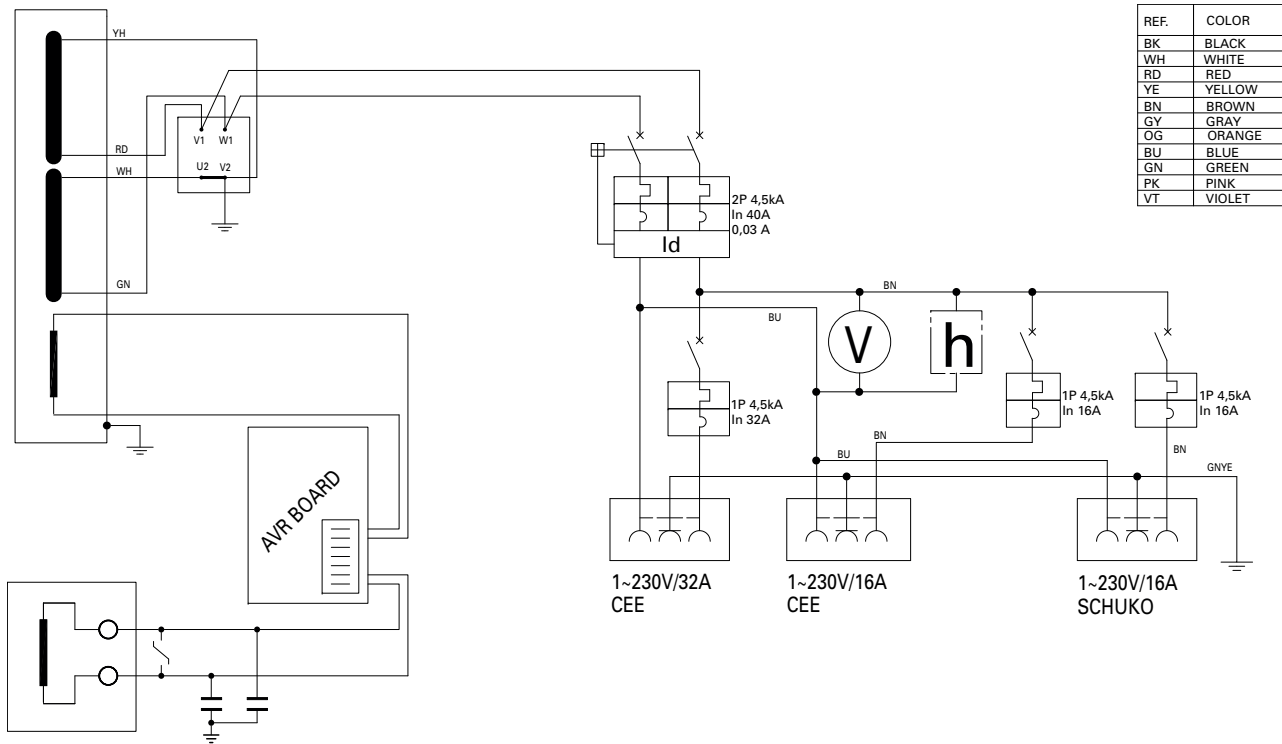 REF. COLOR
BK BLACK
WH WHITE
RD RED
YE YELLOW
BN BROWN
GY GRAY
OG ORANGE
BU BLUE
GN GREEN
PK PINK
VT VIOLET
YH
V1 W1
RD
U2 V2
WH
GN
2P 4,5kA
In 40A
0,03 A
Id
BN
BU
V
h
1P 4,5kA
In 32A
1P 4,5kA
In 16A
1P 4,5kA
In 16A
BN
BU
BN
GNYE
AVR BOARD
1~230V/32A
CEE
1~230V/16A
CEE
1~230V/16A
SCHUKO